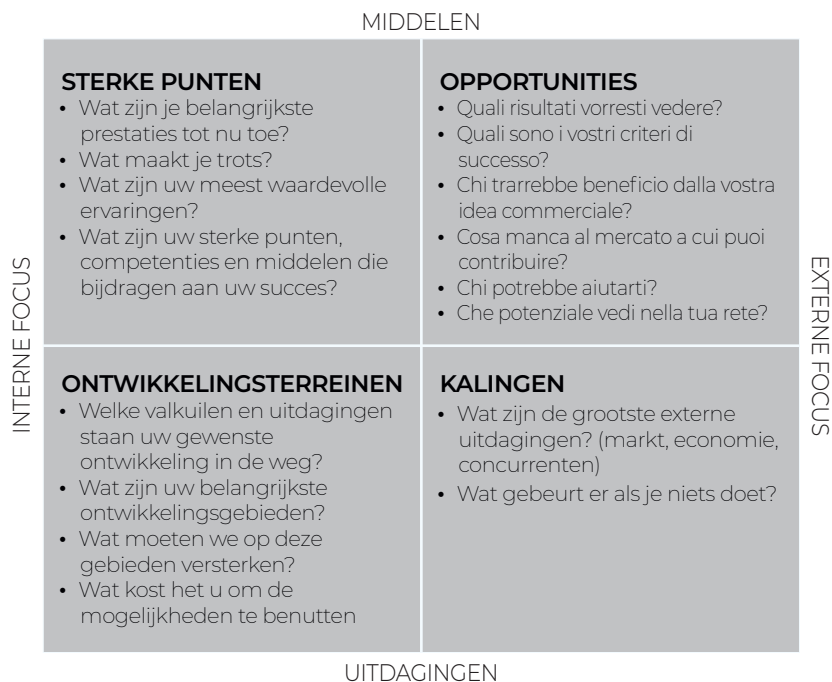 MIDDELEN
STERKE PUNTEN
• Wat zijn je belangrijkste
prestaties tot nu toe?
• Wat maakt je trots?
• Wat zijn uw meest waardevolle
ervaringen?
• Wat zijn uw sterke punten,
competenties en middelen die
bijdragen aan uw succes?
OPPORTUNITIES
• Quali risultati vorresti vedere?
• Quali sono i vostri criteri di
successo?
• Chi trarrebbe beneficio dalla vostra
idea commerciale?
• Cosa manca al mercato a cui puoi
contribuire?
• Chi potrebbe aiutarti?
• Che potenziale vedi nella tua rete?
INTERNE FOCUS
EXTERNE FOCUS
ONTWIKKELINGSTERREINEN
• Welke valkuilen en uitdagingen
staan uw gewenste
ontwikkeling in de weg?
• Wat zijn uw belangrijkste
ontwikkelingsgebieden?
• Wat moeten we op deze
gebieden versterken?
• Wat kost het u om de
mogelijkheden te benutten
KALINGEN
• Wat zijn de grootste externe
uitdagingen? (markt, economie,
concurrenten)
• Wat gebeurt er als je niets doet?
UITDAGINGEN